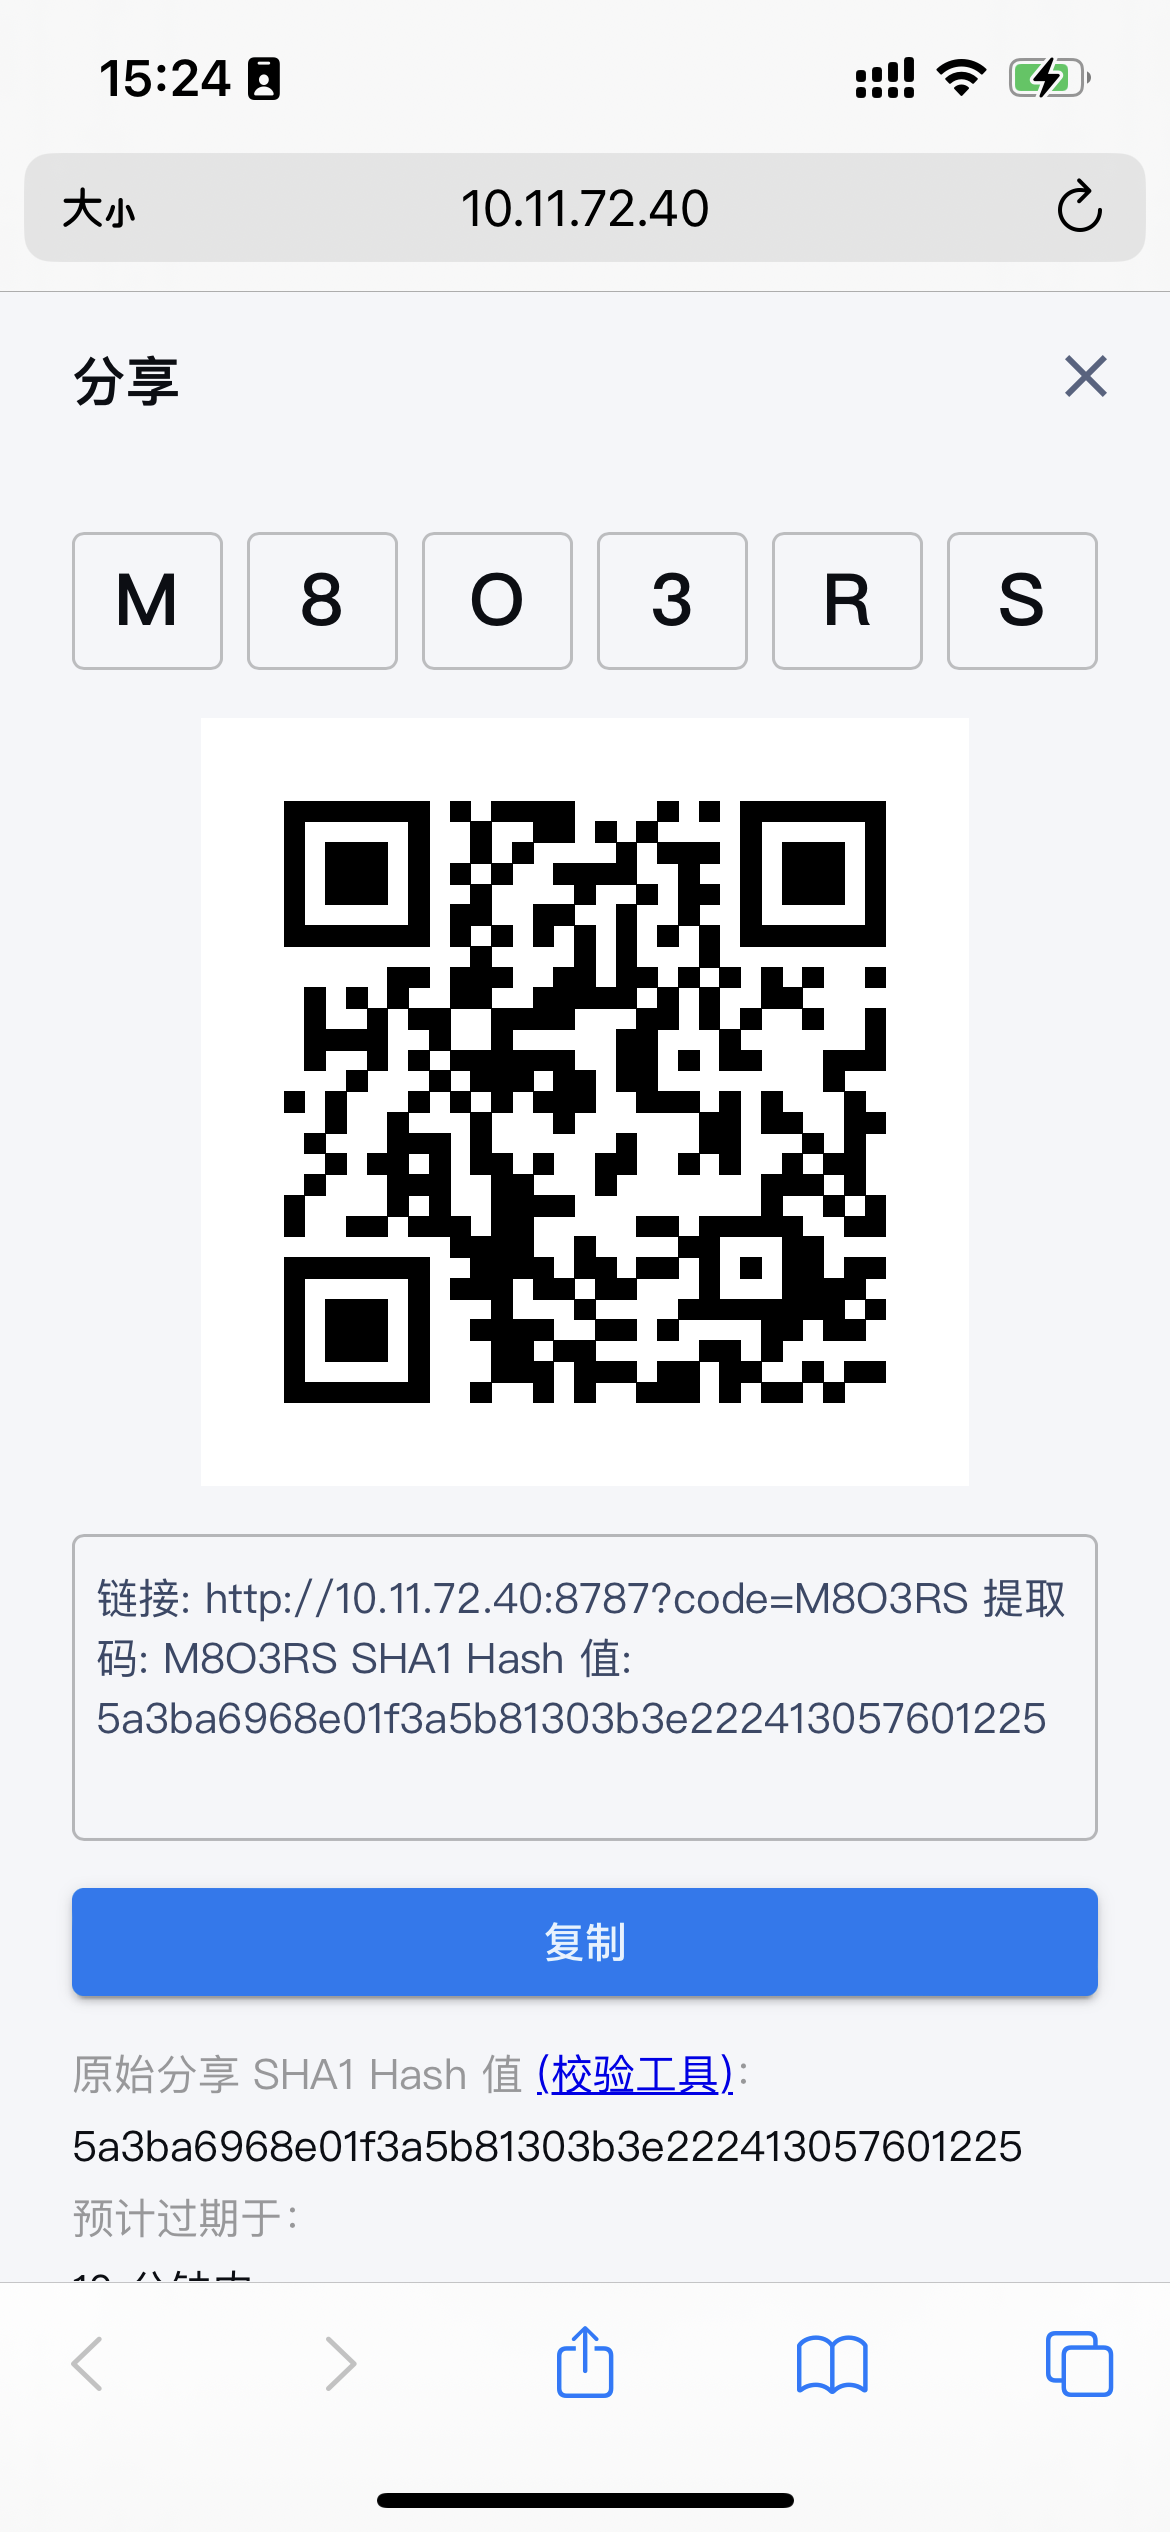 15:24
大小
10.11.72.40
分享
M 8 O 3 R S
链接: http://10.11.72.40:8787?code=M8O3RS 提取
码: M8O3RS SHA1 Hash 值:
5a3ba6968e01f3a5b81303b3e222413057601225
复制
原始分享 SHA1 Hash 值 (校验工具):
5a3ba6968e01f3a5b81303b3e222413057601225
预计过期于: